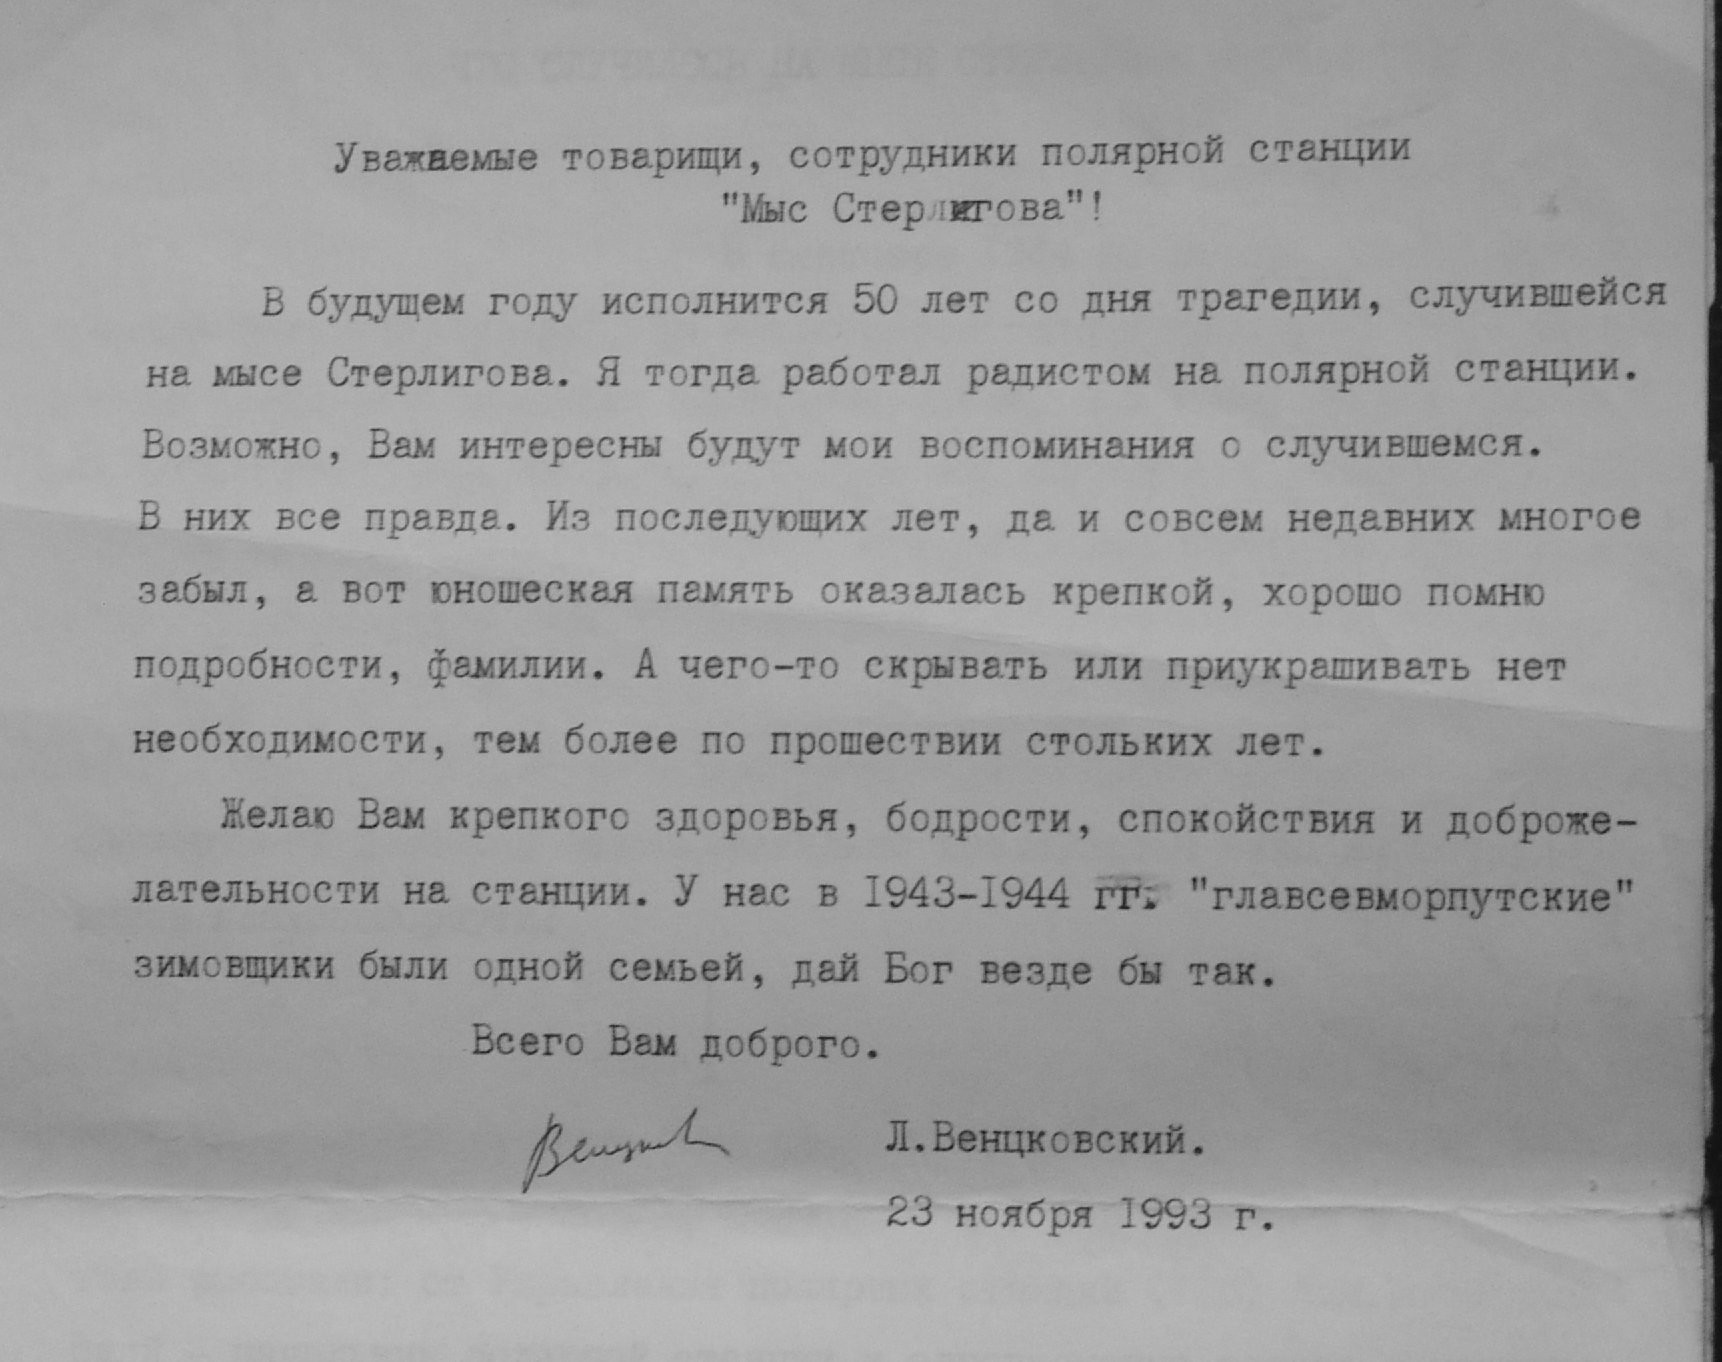 Уважаемые товарищи, сотрудники полярной станции
"Мыс Стерлигова"!
В будущем году исполнится 50 лет со дня трагедии, случившейся
на мысе Стерлигова. Я тогда работал радистом на полярной станции.
Возможно, Вам интересны будут мои воспоминания о случившемся.
В них все правда. Из последующих лет, да и совсем недавних многое
забыл, а вот юношеская память оказалась крепкой, хорошо помню
подробности, фамилии. А чего-то скрывать или приукрашивать нет
необходимости, тем более по прошествии стольких лет.
Желаю Вам крепкого здоровья, бодрости, спокойствия и доброже-
лательности на станции. У нас в 1943-1944 гг. "главсевморпутские"
зимовщики были одной семьей, дай Бог везде бы так.
Всего Вам доброго.
Л.Венцковский.
23 ноября 1993 г.